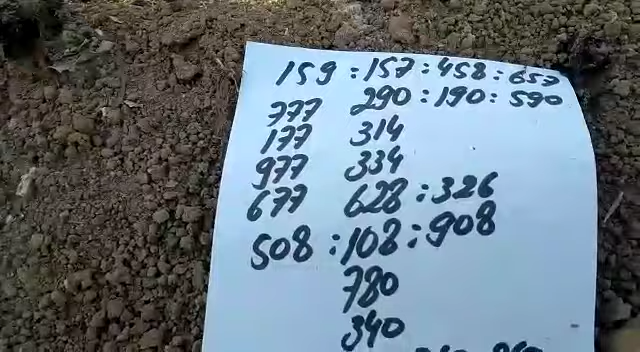 159 : 157 : 458 : 657
777 290 : 190 : 590
177 314
977 334
677 628 : 326
508 : 108 : 908
780
340